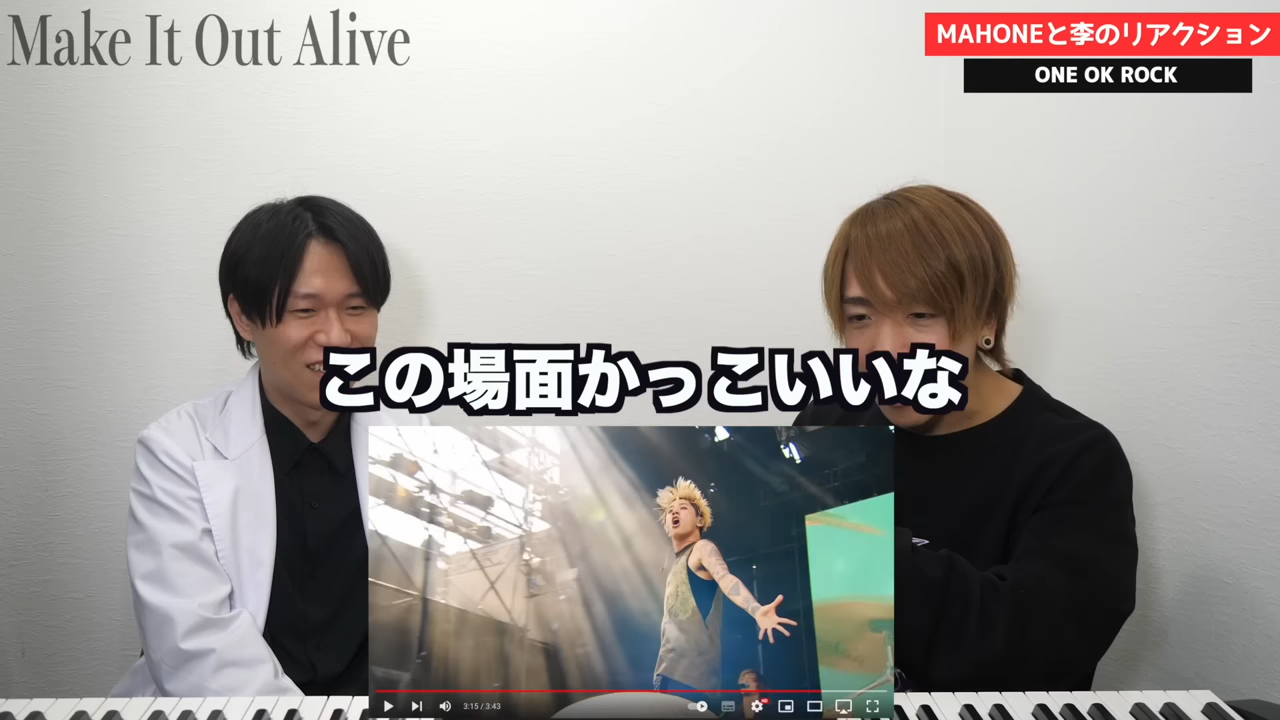 Make It Out Alive
MAHONEと李のリアクション
ONE OK ROCK
この場面かっこいいな
3:15 / 3:43